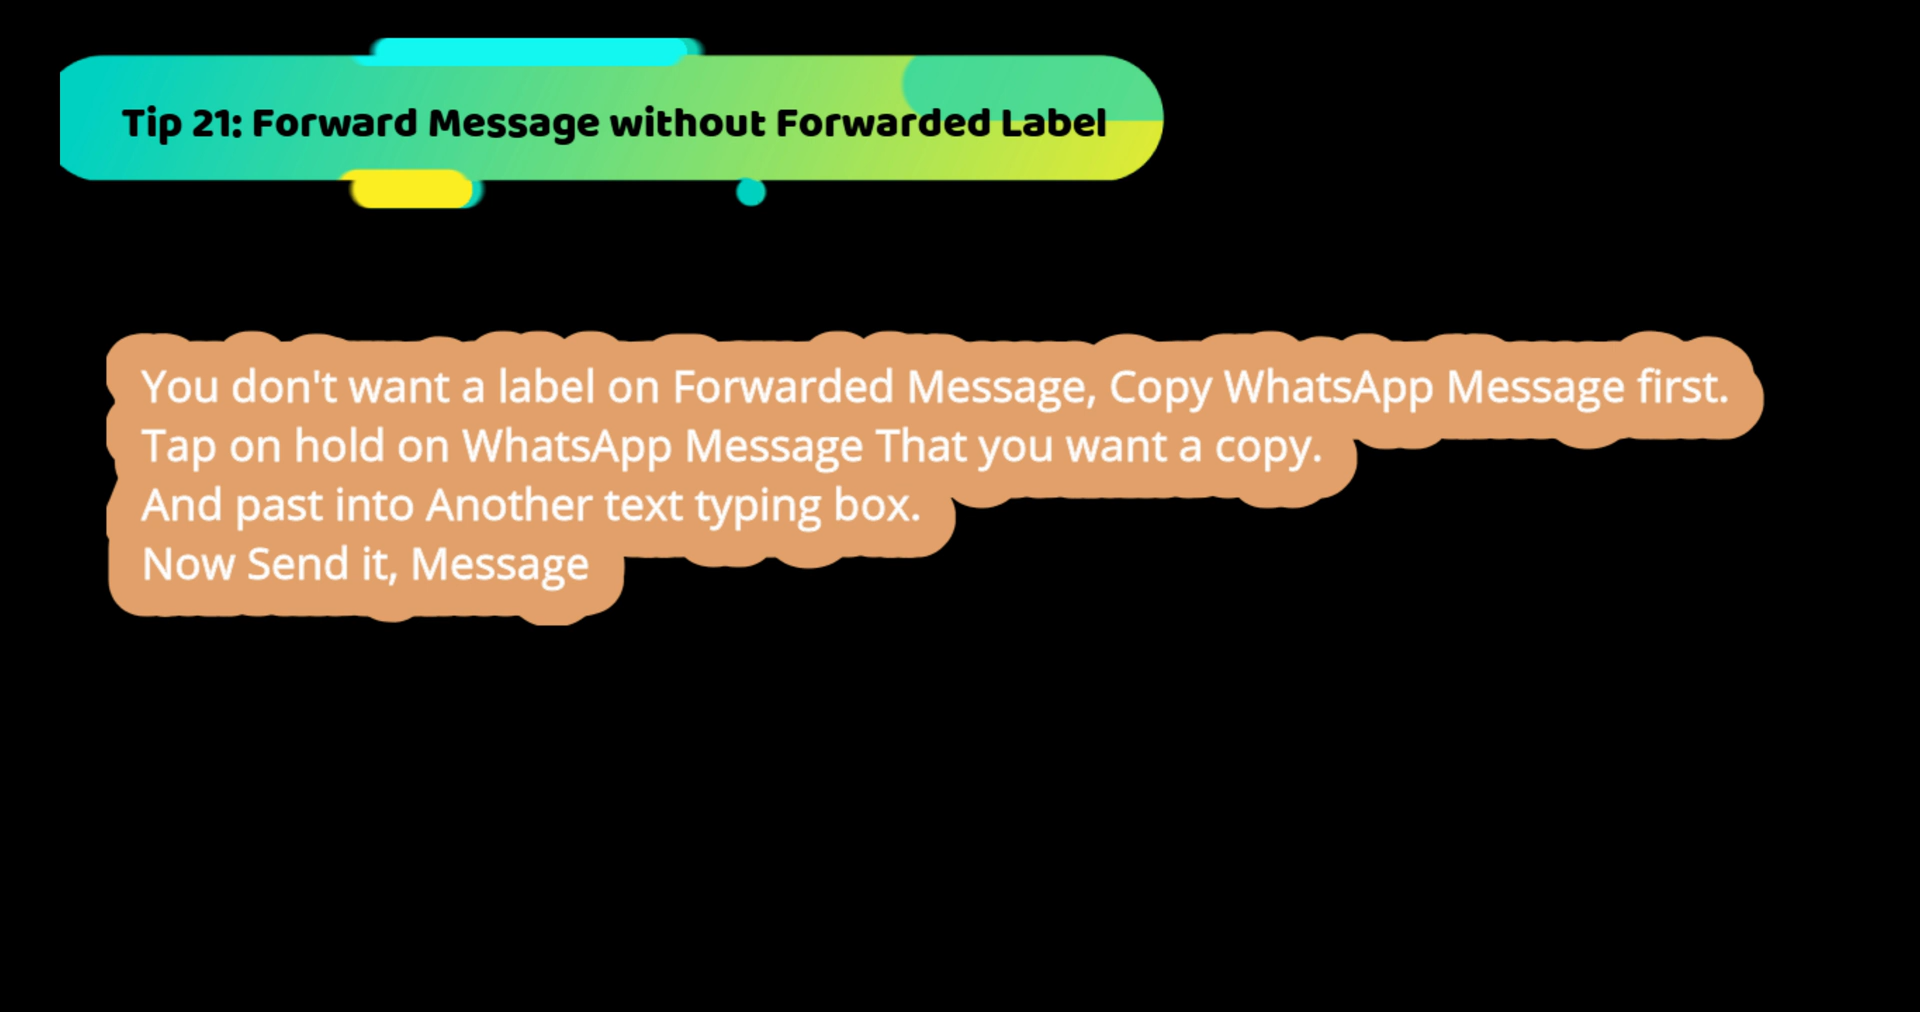 Tip 21: Forward Message without Forwarded Label
You don't want a label on Forwarded Message, Copy WhatsApp Message first.
Tap on hold on WhatsApp Message That you want a copy.
And past into Another text typing box.
Now Send it, Message